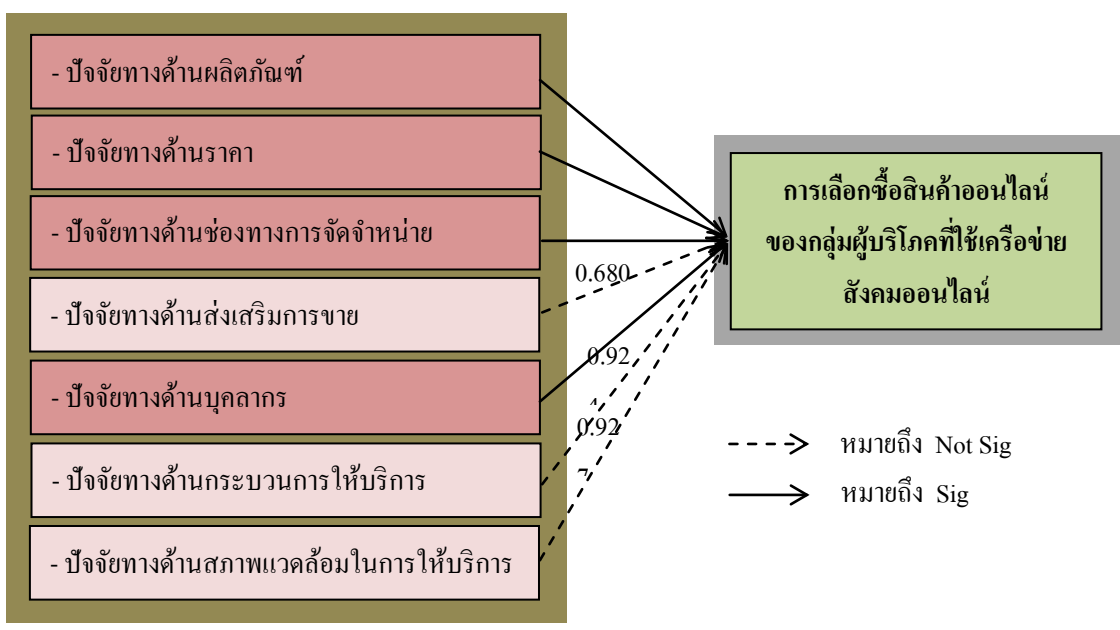 - ปัจจัยทางด้านผลิตภัณฑ์
- ปัจจัยทางด้านราคา
- ปัจจัยทางด้านช่องทางการจัดจำหน่าย
- ปัจจัยทางด้านส่งเสริมการขาย
- ปัจจัยทางด้านบุคลากร
- ปัจจัยทางด้านกระบวนการให้บริการ
- ปัจจัยทางด้านสภาพแวดล้อมในการให้บริการ
0.680
0.92
0.92
การเลือกซื้อสินค้าออนไลน์
ของกลุ่มผู้บริโภคที่ใช้เครือข่าย
สังคมออนไลน์
หมายถึง Not Sig
หมายถึง Sig